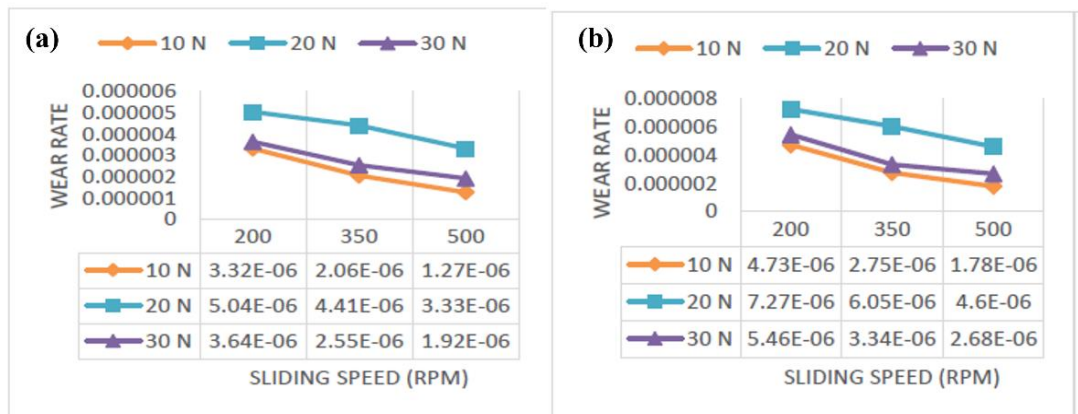 (a)
10 N 20 N 30 N
WEAR RATE
0.000006
0.000005
0.000004
0.000003
0.000002
0.000001
0
200 350 500
10 N 3.32E-06 2.06E-06 1.27E-06
20 N 5.04E-06 4.41E-06 3.33E-06
30 N 3.64E-06 2.55E-06 1.92E-06
SLIDING SPEED (RPM)
(b)
10 N 20 N 30 N
WEAR RATE
0.000008
0.000006
0.000004
0.000002
0
200 350 500
10 N 4.73E-06 2.75E-06 1.78E-06
20 N 7.27E-06 6.05E-06 4.6E-06
30 N 5.46E-06 3.34E-06 2.68E-06
SLIDING SPEED (RPM)